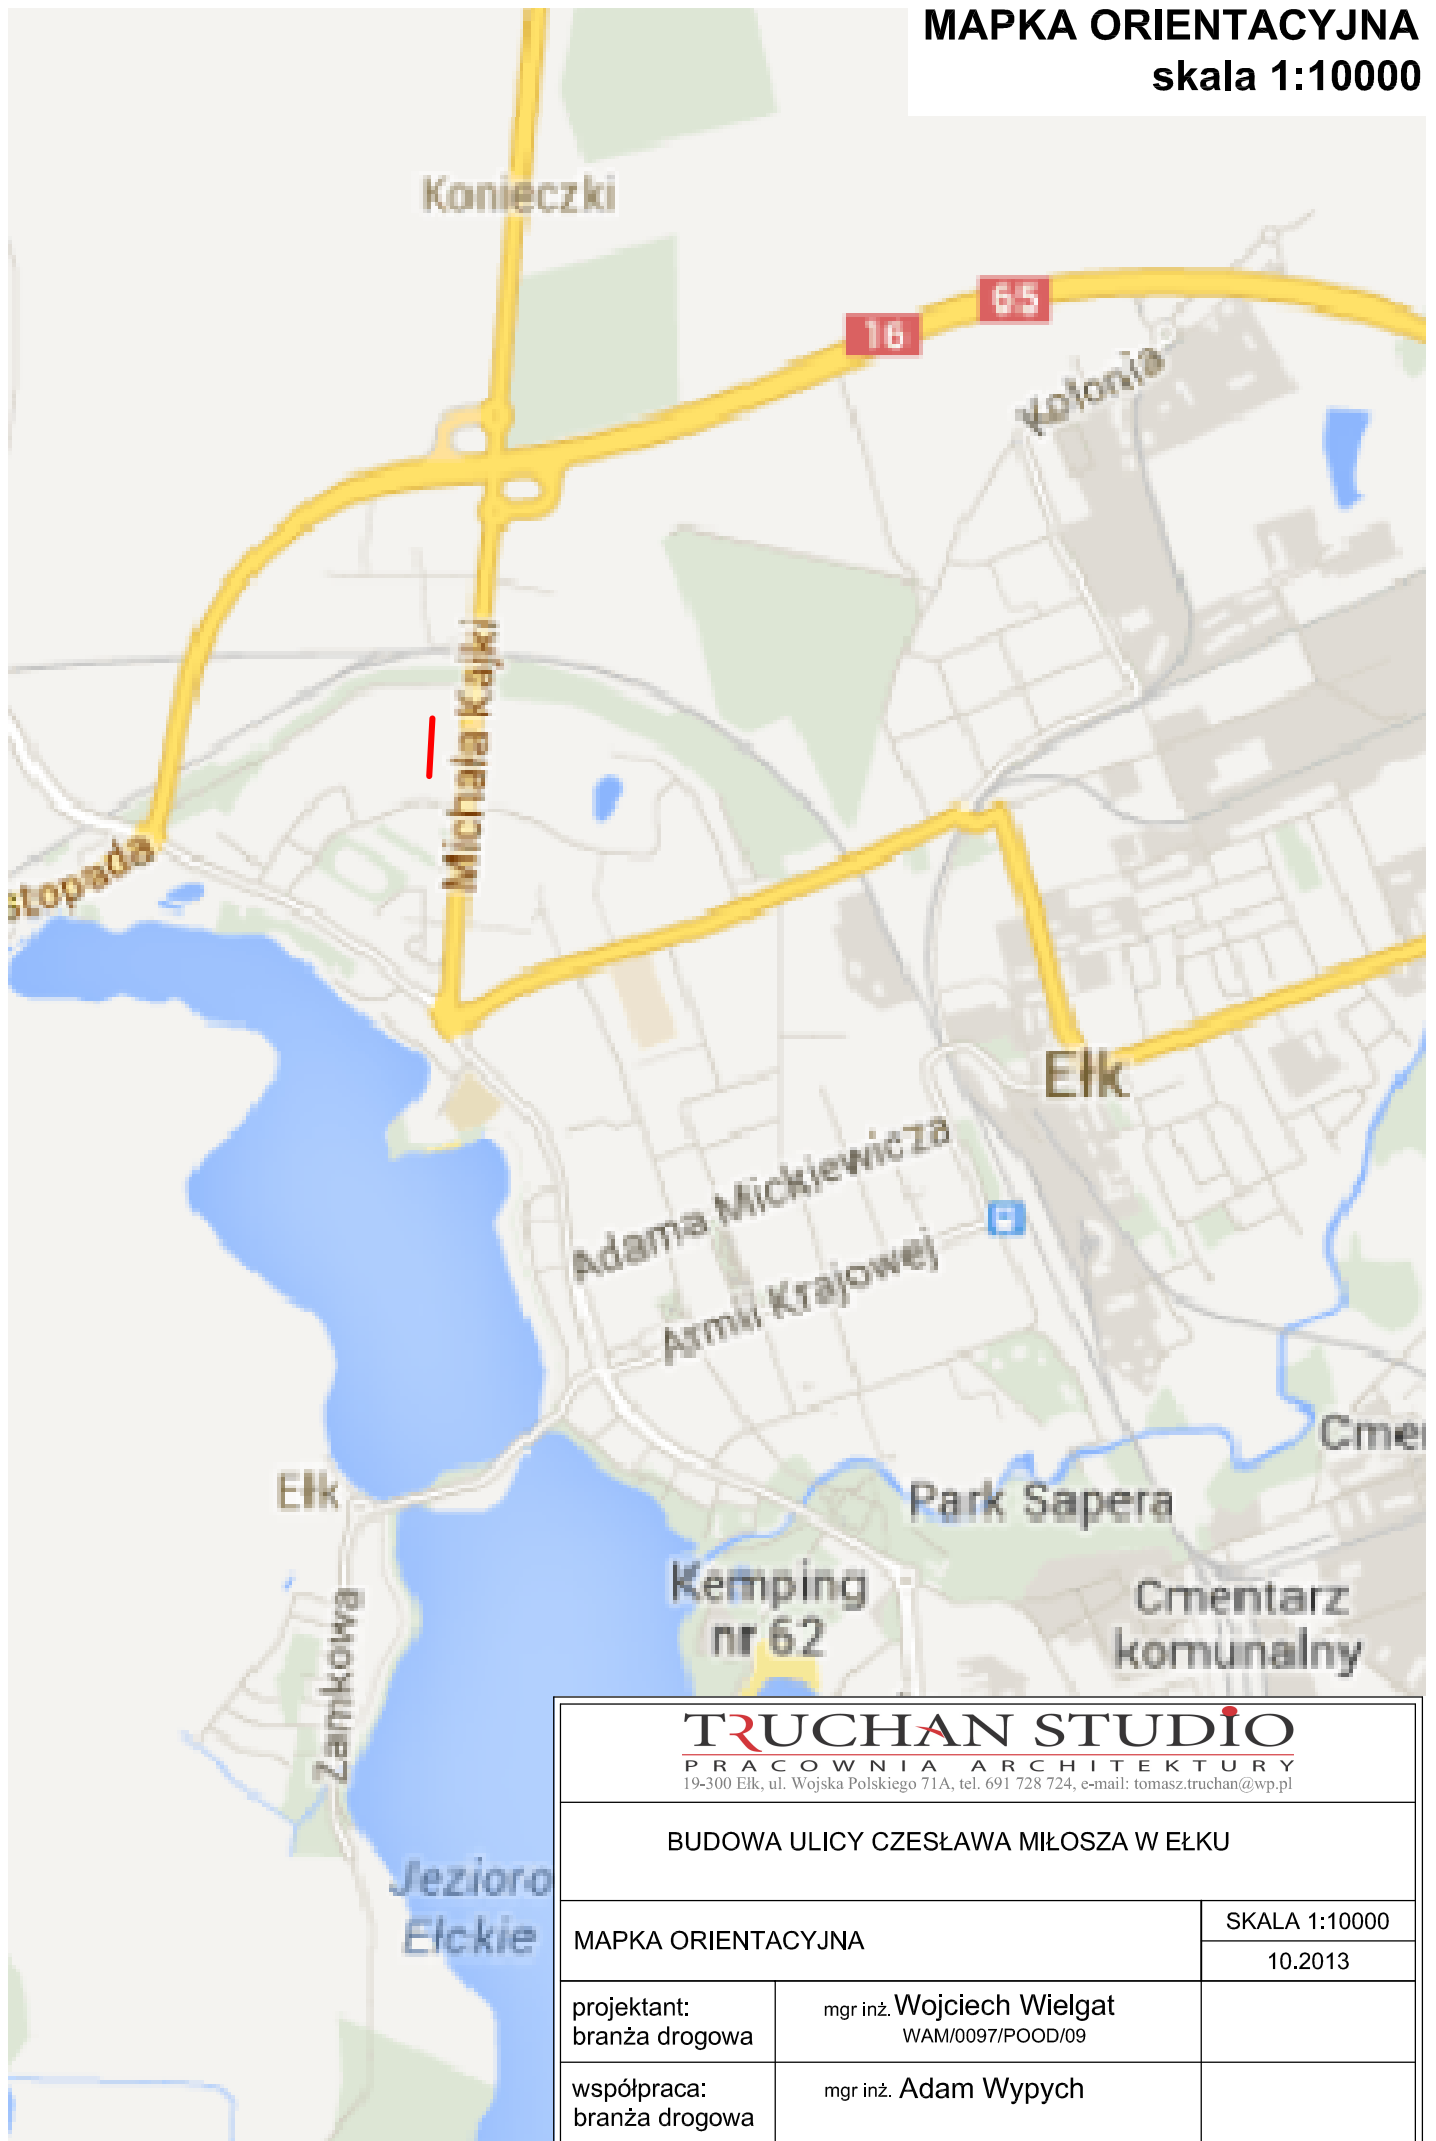 MAPKA ORIENTACYJNA
skala 1:10000
Konieczki
65
16
Kolonia
Michała Kajki
stopada
Ełk
Adama Mickiewicza
Armii Krajowej
Cme
Ełk
Park Sapera
Kemping
nr 62
Cmentarz
komunalny
Zamkowa
Jezioro
Ełckie
TRUCHAN STUDIO
PRACOWNIA ARCHITEKTURY
19-300 Ełk, ul. Wojska Polskiego 71A, tel. 691 728 724, e-mail: tomasz.truchan@wp.pl
BUDOWA ULICY CZESŁAWA MIŁOSZA W EŁKU
MAPKA ORIENTACYJNA
SKALA 1:10000
10.2013
projektant:
branża drogowa
mgr inż. Wojciech Wielgat
WAM/0097/POOD/09
współpraca:
branża drogowa
mgr inż. Adam Wypych